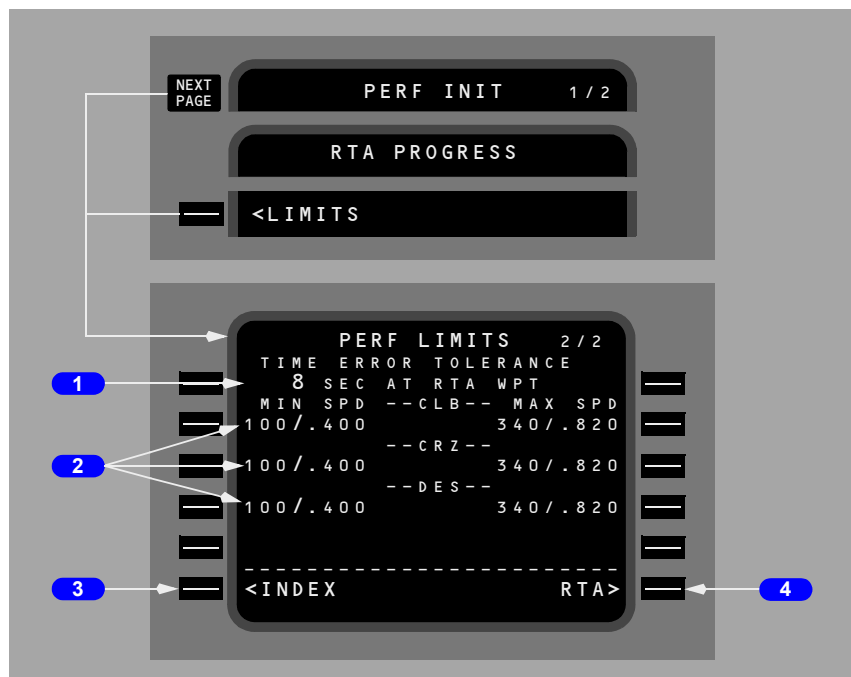 NEXT
PAGE
PERF INIT 1/2
RTA PROGRESS
<LIMITS
PERF LIMITS 2/2
TIME ERROR TOLERANCE
1
8 SEC AT RTA WPT
MIN SPD --CLB-- MAX SPD
100/.400 340/.820
--CRZ--
2
100/.400 340/.820
--DES--
100/.400 340/.820
------------------------
3
<INDEX RTA>
4